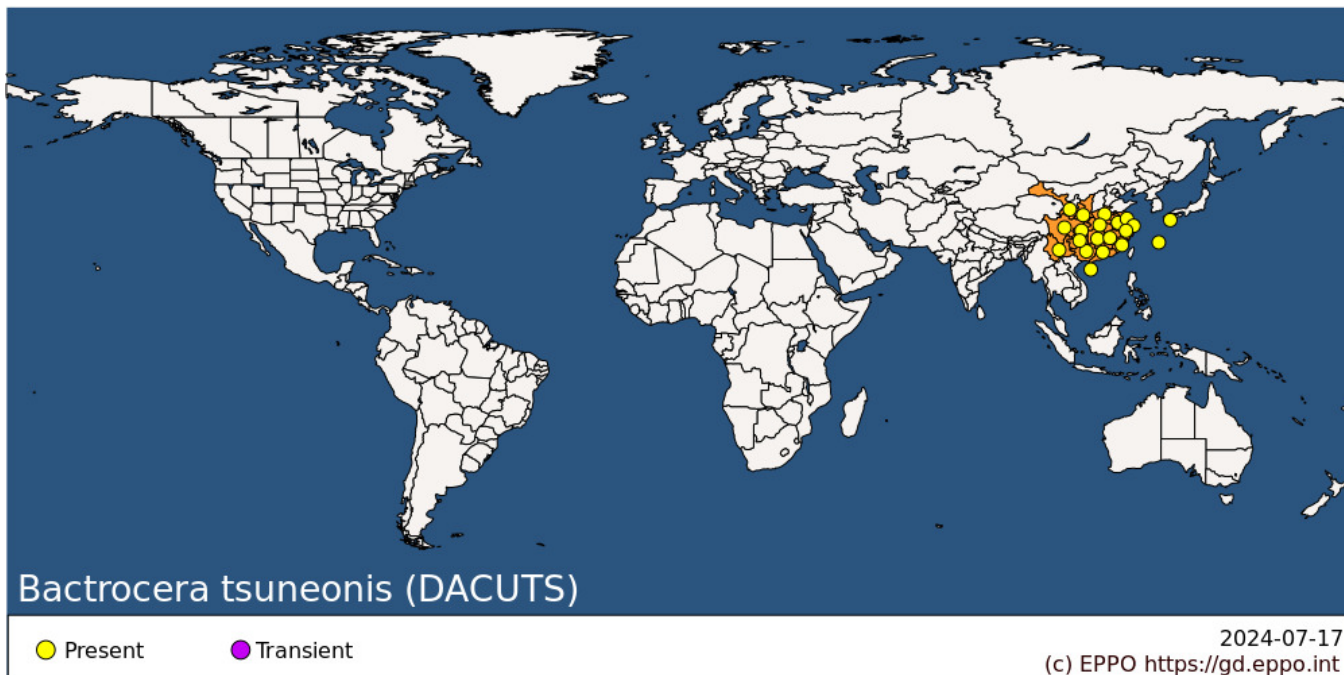 Bactrocera tsuneonis (DACUTS)
Present
Transient
2024-07-17
(c) EPPO https://gd.eppo.int